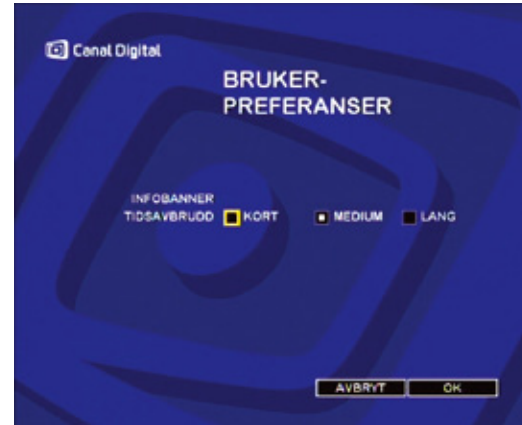 Canal Digital
BRUKER-
PREFERANSER
INFOBANNER
TIDSAVBRUDD KORT MEDIUM LANG
AVBRYT OK